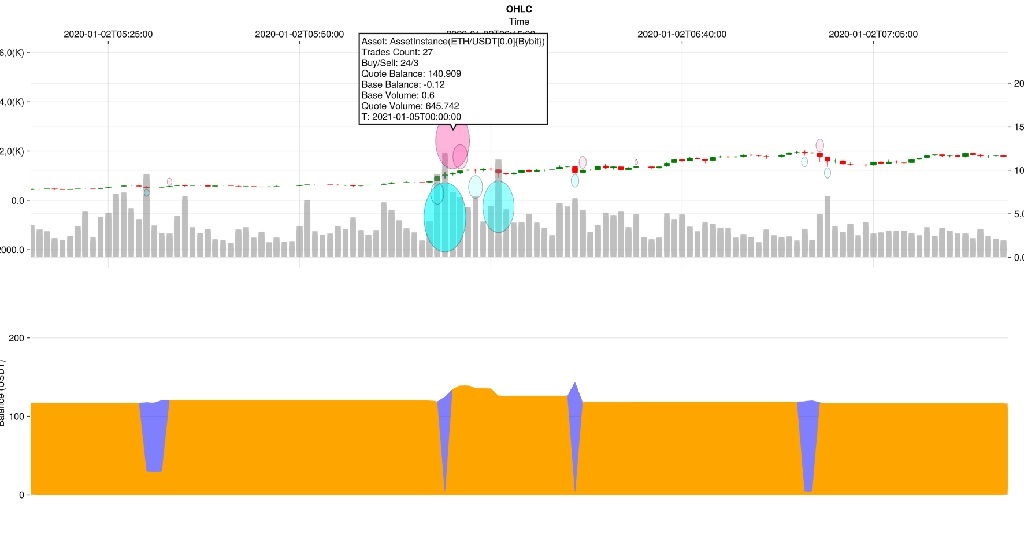 OHLC
Time
2020-01-02T05:25:00
2020-01-02T05:50:00
2020-01-02T06:40:00
2020-01-02T07:05:00
Asset: AssetInstance(ETH/USDT[0.0]{Bybit})
Trades Count: 27
Buy/Sell: 24/3
Quote Balance: 140.909
Base Balance: -0.12
Base Volume: 0.6
Quote Volume: 645.742
T: 2021-01-05T00:00:00
6,0(K)
4,0(K)
2,0(K)
0.0
2000.0
20
15
10
5.0
0.0
200
100
0
Balance (USDT)